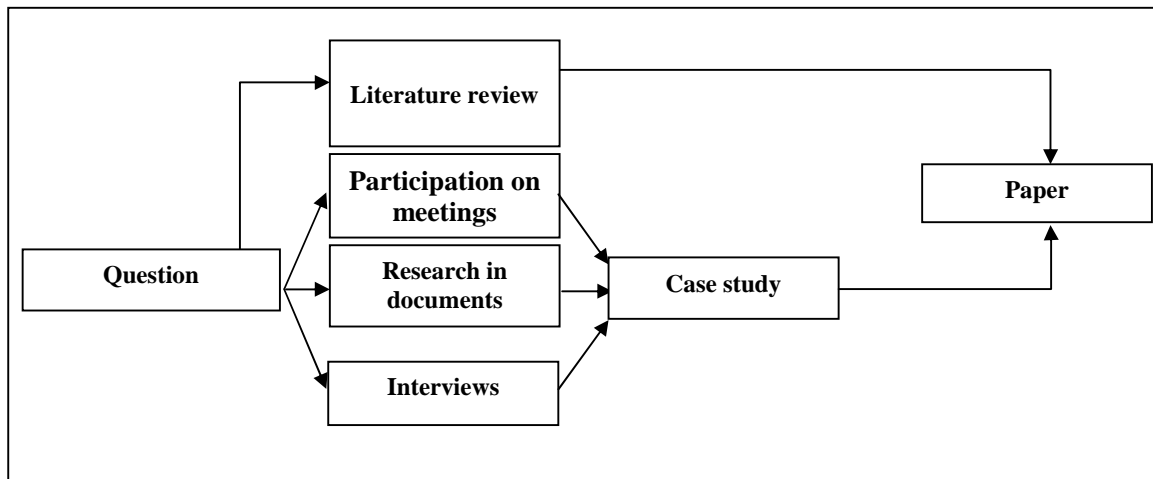 Literature review
Participation on
meetings
Paper
Question
Research in
documents
Case study
Interviews